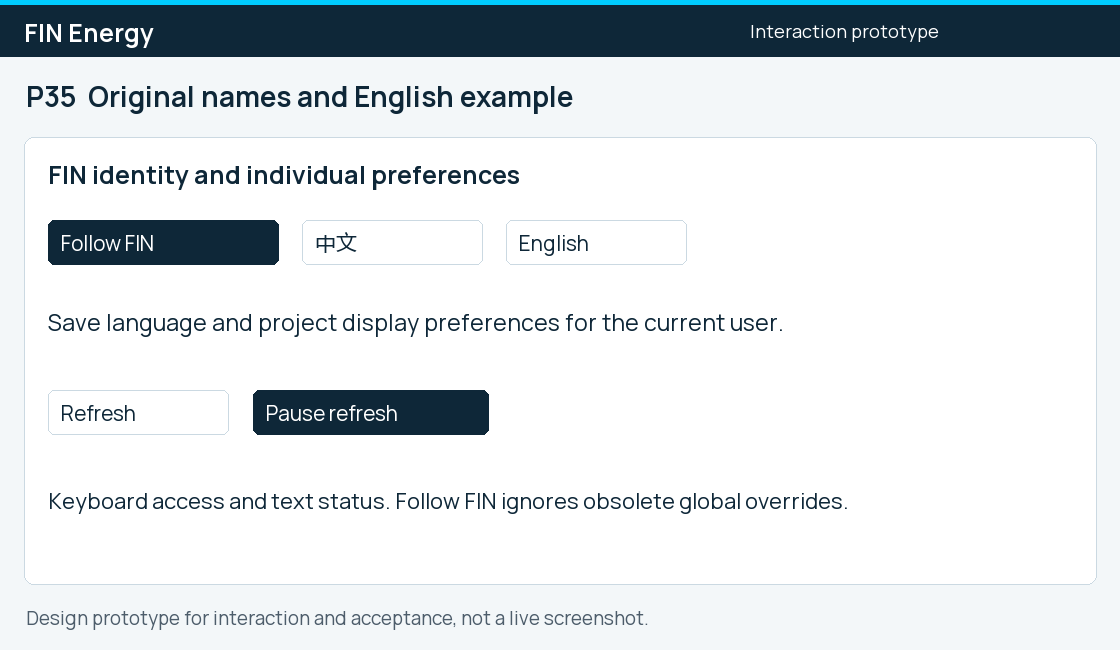 FIN Energy
Interaction prototype
P35 Original names and English example
FIN identity and individual preferences
Follow FIN
中文
English
Save language and project display preferences for the current user.
Refresh
Pause refresh
Keyboard access and text status. Follow FIN ignores obsolete global overrides.
Design prototype for interaction and acceptance, not a live screenshot.